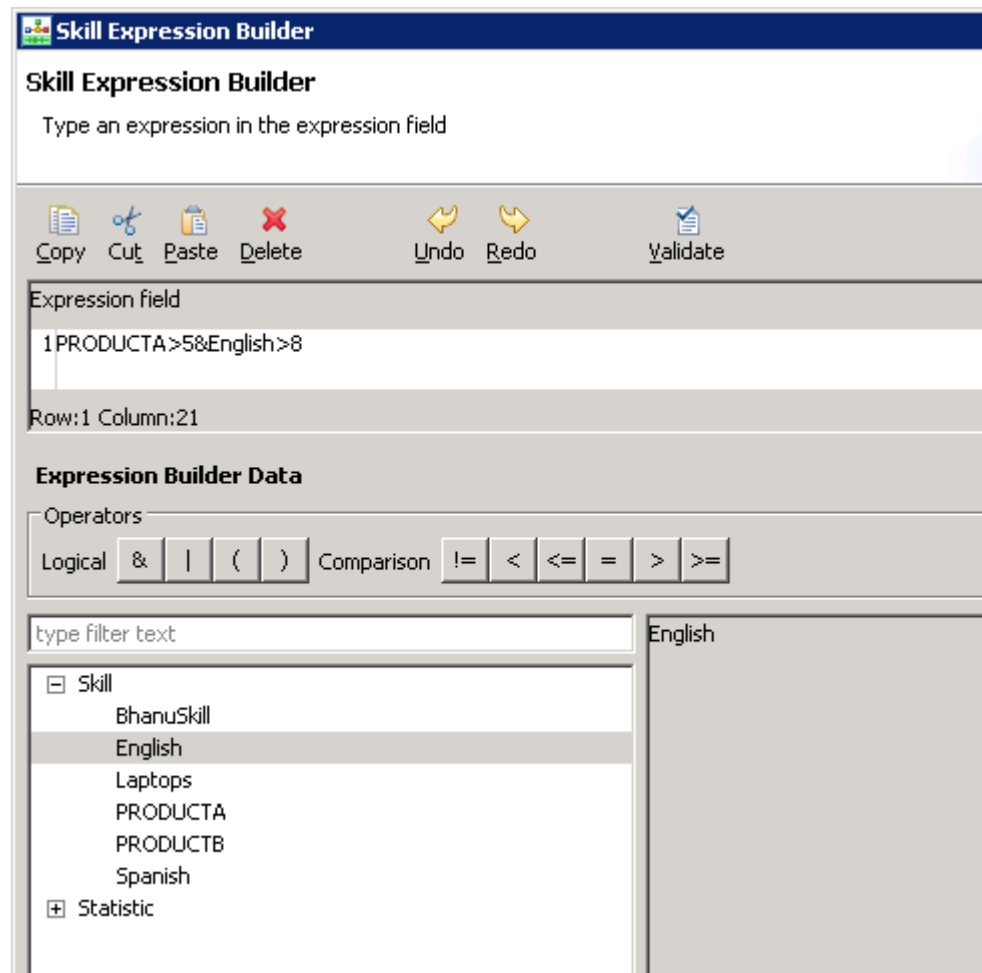 Skill Expression Builder
Skill Expression Builder
Type an expression in the expression field
Copy Cut Paste Delete Undo Redo Validate
Expression field
1 PRODUCTA>5&English>8
Row:1 Column:21
Expression Builder Data
Operators
Logical & | ( ) Comparison != < <= = > >=
type filter text
English
Skill
BhanuSkill
English
Laptops
PRODUCTA
PRODUCTB
Spanish
Statistic